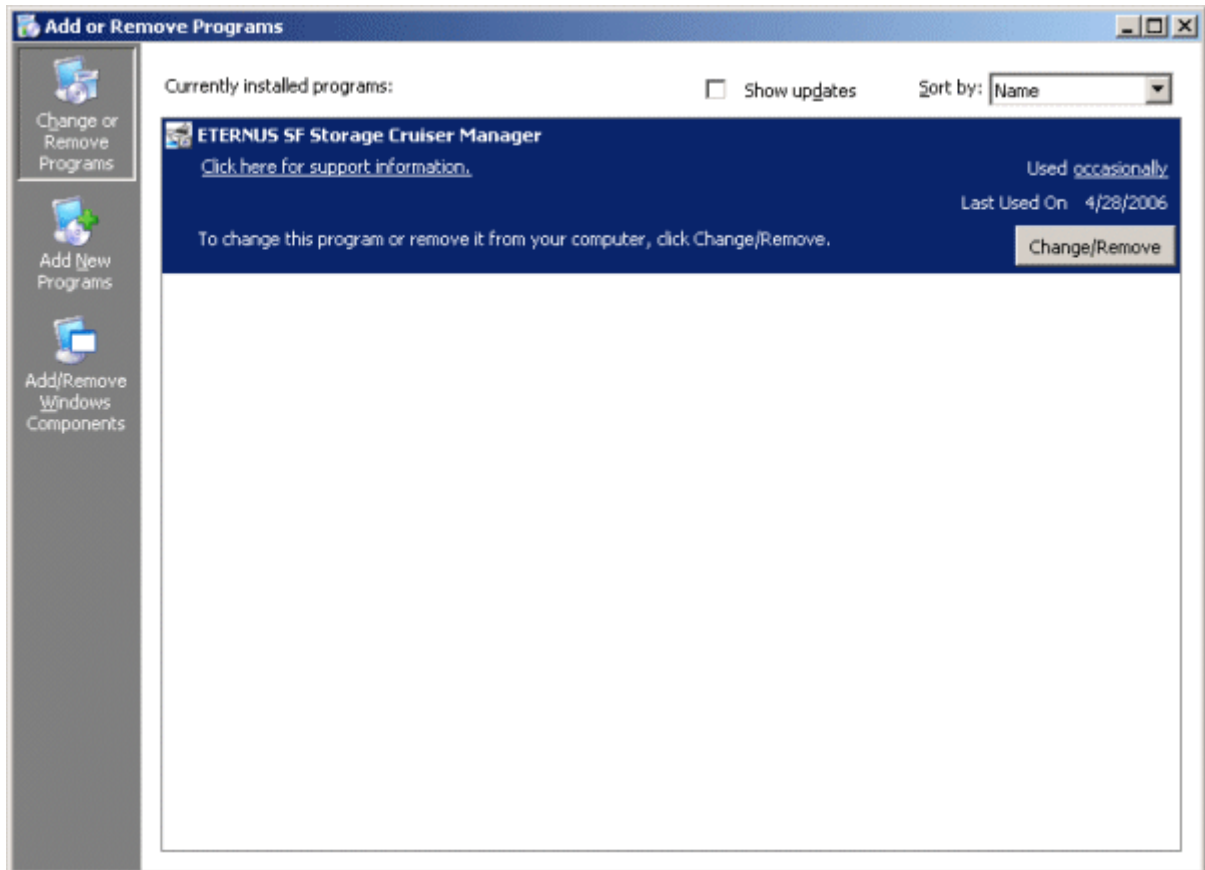 Add or Remove Programs
Change or
Remove
Programs
Add New
Programs
Add/Remove
Windows
Components
Currently installed programs:
Show updates
Sort by: Name
ETERNUS SF Storage Cruiser Manager
Click here for support information.
Used occasionally
Last Used On 4/28/2006
To change this program or remove it from your computer, click Change/Remove.
Change/Remove